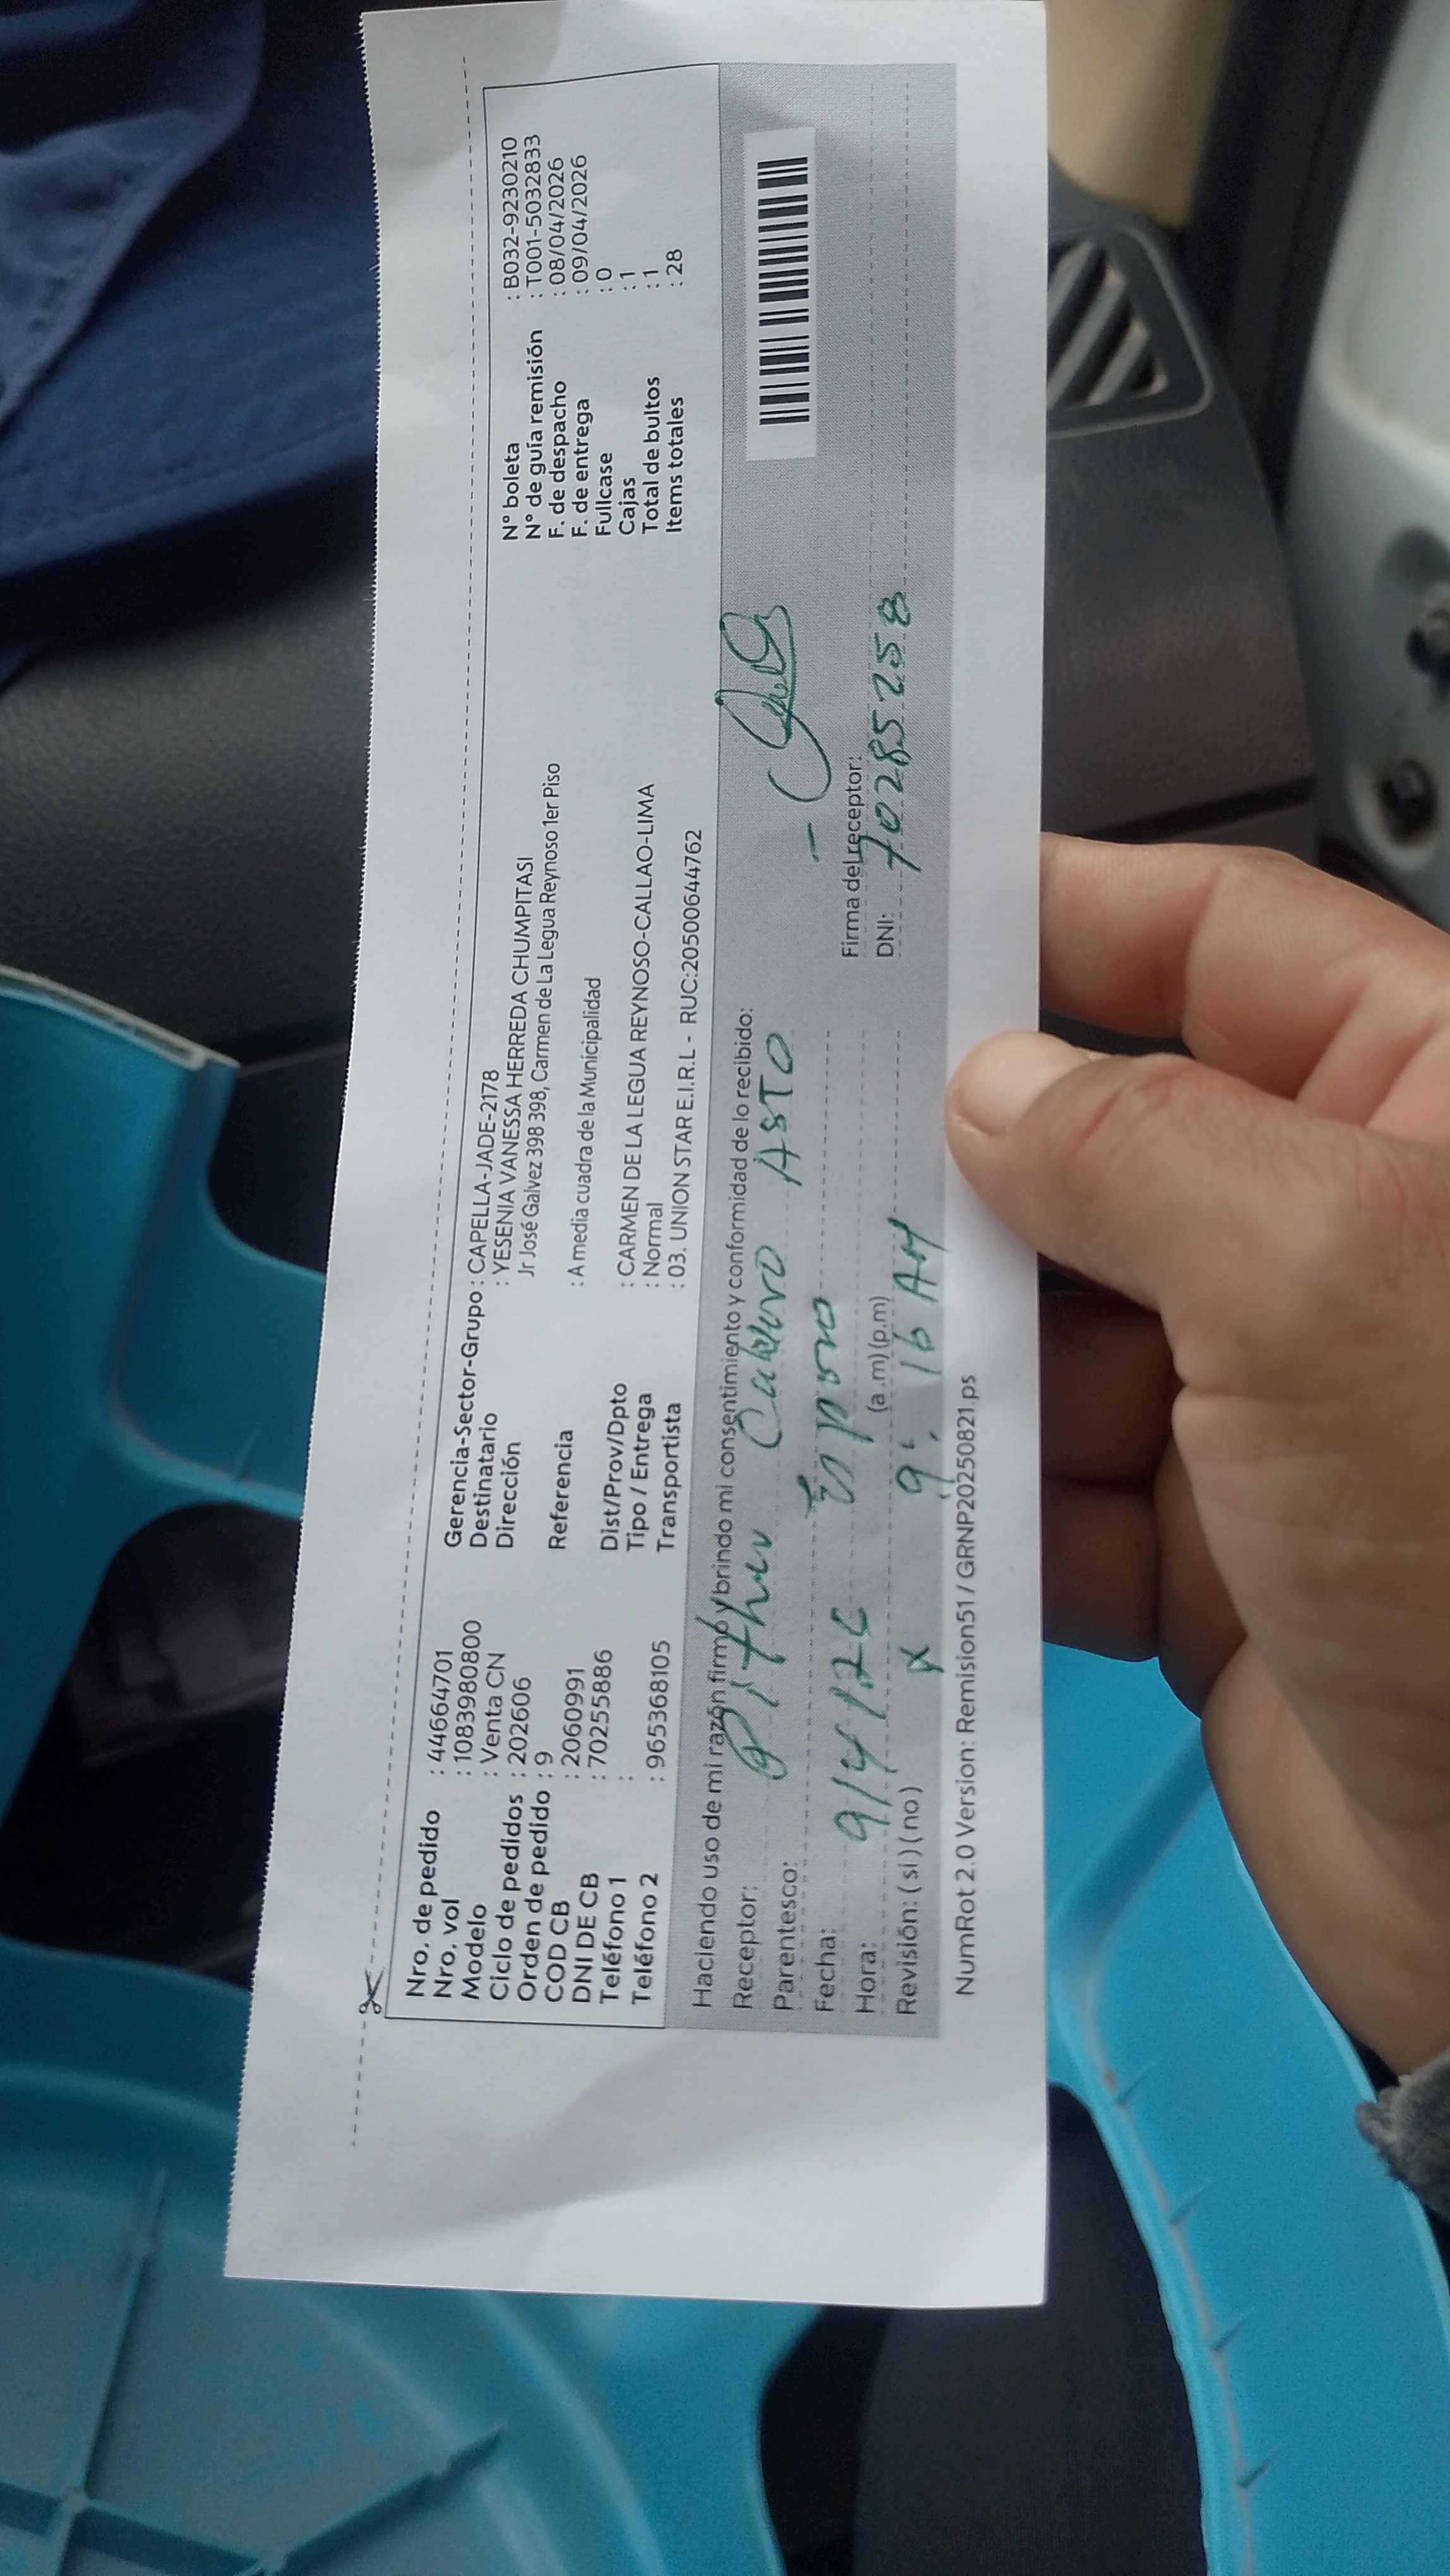 Nro. de pedido : 44664701
Nro. vol : 1083980800
Modelo : Venta CN
Ciclo de pedidos : 202606
Orden de pedido : 9
COD CB : 2060991
DNI DE CB : 70255886
Teléfono 1 :
Teléfono 2 : 965368105
Gerencia-Sector-Grupo : CAPELLA-JADE-2178
Destinatario : YESENIA VANESSA HERREDA CHUMPITASI
Dirección Jr José Galvez 398 398, Carmen de La Legua Reynoso 1er Piso
Referencia : A media cuadra de la Municipalidad
Dist/Prov/Dpto : CARMEN DE LA LEGUA REYNOSO-CALLAO-LIMA
Tipo / Entrega : Normal
Transportista : 03. UNION STAR E.I.R.L - RUC:20500644762
N° boleta : B032-9230210
N° de guía remisión : T001-5032833
F. de despacho : 08/04/2026
F. de entrega : 09/04/2026
Fullcase : 0
Cajas : 1
Total de bultos : 1
Items totales : 28
Haciendo uso de mi razón firmo y brindo mi consentimiento y conformidad de lo recibido:
Receptor: ASTO
Parentesco: Esposo
Fecha: 9/4/26
Hora: (a .m) (p.m) 9:16 AM
Revisión: ( si ) ( no ) x
Firma del receptor:
DNI: 70285258
NumRot 2.0 Version: Remision51 / GRNP20250821.ps